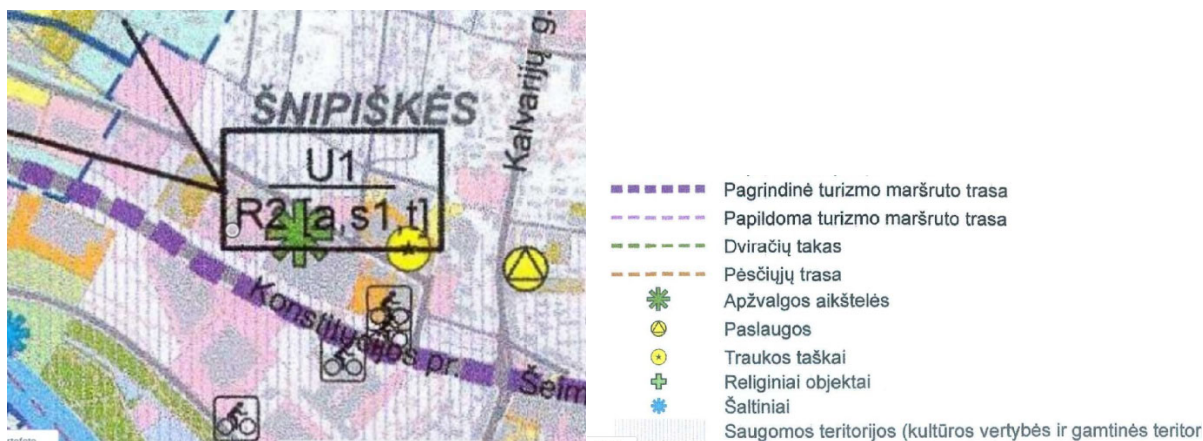 Kalvarijų g.
ŠNIPIŠKĖS
U1
R2 [a,s1,t]
Konstitucijos pr.
Šeim
Pagrindinė turizmo maršruto trasa
Papildoma turizmo maršruto trasa
Dviračių takas
Pėsčiųjų trasa
Apžvalgos aikštelės
Paslaugos
Traukos taškai
Religiniai objektai
Šaltiniai
Saugomos teritorijos (kultūros vertybės ir gamtinės teritor